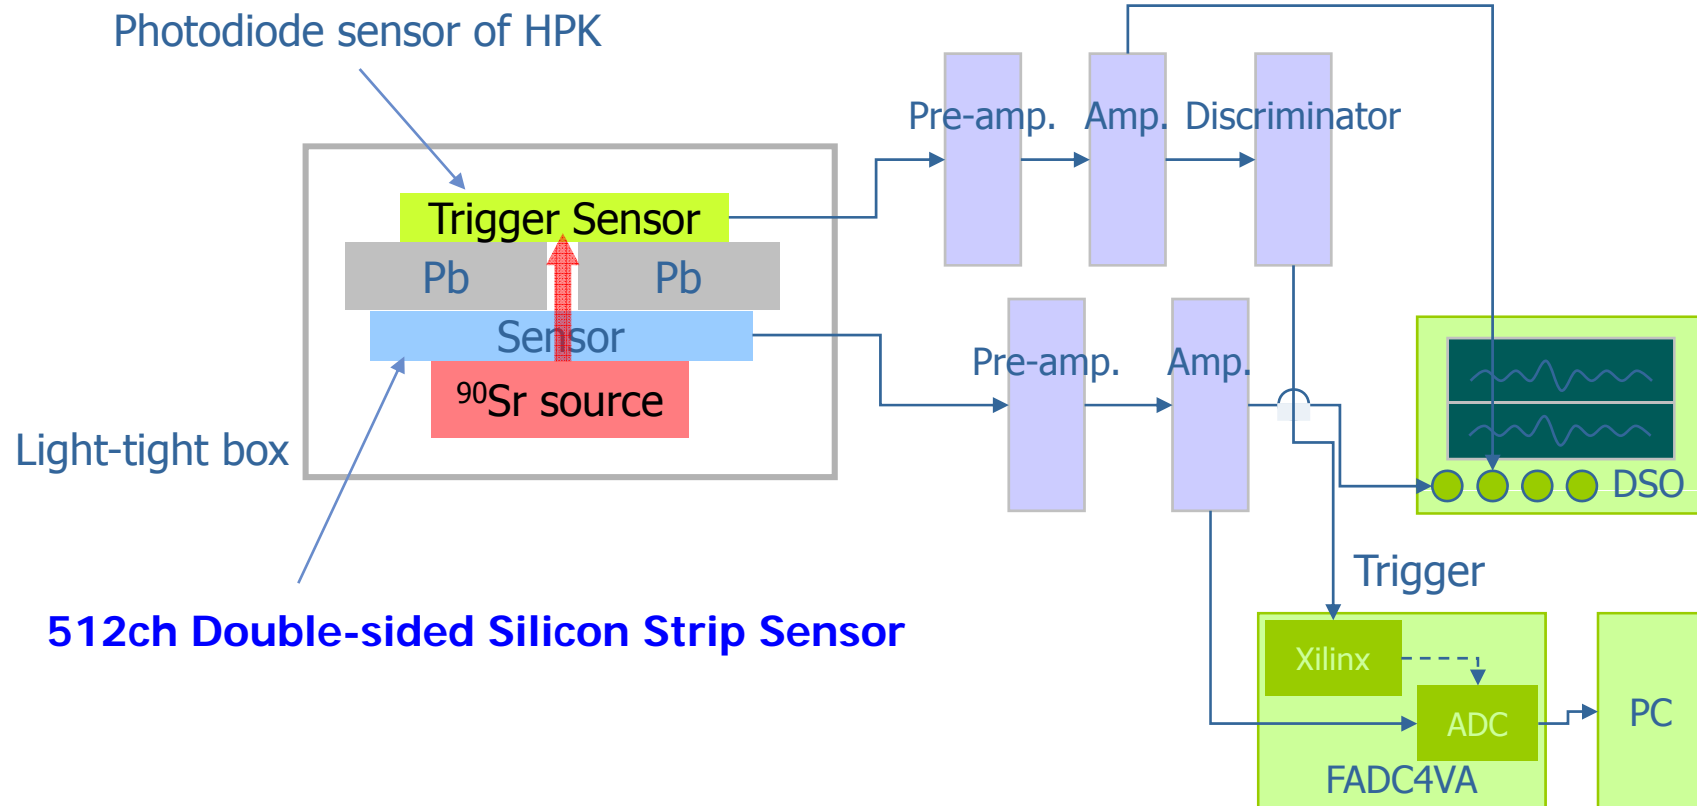 Photodiode sensor of HPK
Pre-amp.
Amp.
Discriminator
Trigger Sensor
Pb
Pb
Sensor
⁹⁰Sr source
Light-tight box
Pre-amp.
Amp.
DSO
Trigger
512ch Double-sided Silicon Strip Sensor
Xilinx
ADC
PC
FADC4VA